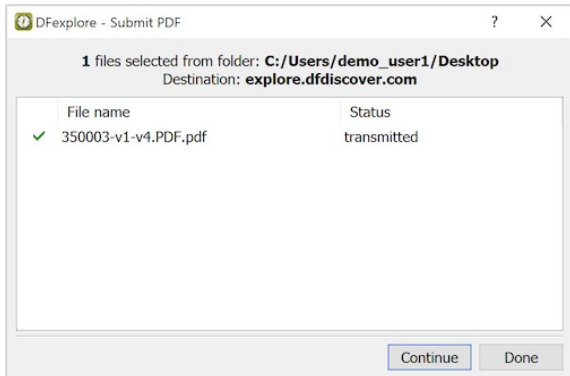 DFexplore - Submit PDF
1 files selected from folder: C:/Users/demo_user1/Desktop
Destination: explore.dfdiscover.com
File name Status
350003-v1-v4.PDF.pdf transmitted
Continue Done